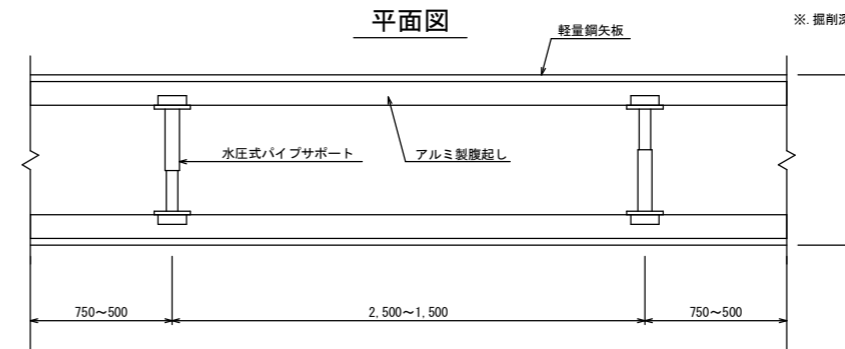 平面図
軽量鋼矢板
※.掘削深
水圧式パイプサポート
アルミ製腹起し
750～500
2,500～1,500
750～500